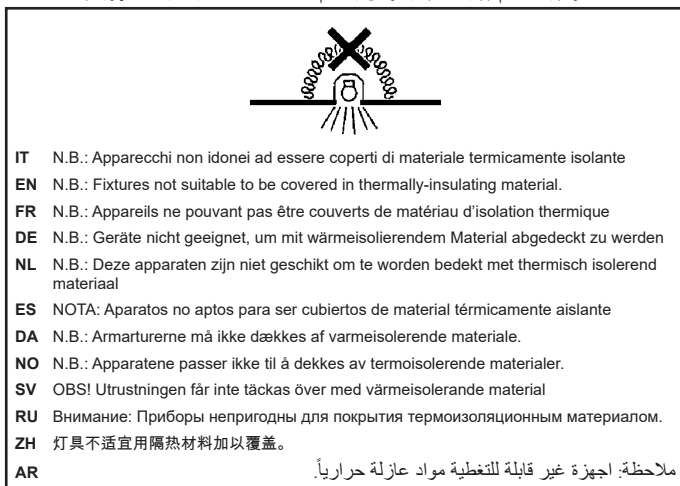 IT N.B.: Apparecchi non idonei ad essere coperti di materiale termicamente isolante
EN N.B.: Fixtures not suitable to be covered in thermally-insulating material.
FR N.B.: Appareils ne pouvant pas être couverts de matériau d'isolation thermique
DE N.B.: Geräte nicht geeignet, um mit wärmeisolierendem Material abgedeckt zu werden
NL N.B.: Deze apparaten zijn niet geschikt om te worden bedekt met thermisch isolerend
materiaal
ES NOTA: Aparatos no aptos para ser cubiertos de material térmicamente aislante
DA N.B.: Armarturerne må ikke dækkes af varmeisolerende materiale.
NO N.B.: Apparatene passer ikke til å dekkes av termoisolerende materialer.
SV OBS! Utrustningen får inte täckas över med värmeisolerande material
RU Внимание: Приборы непригодны для покрытия термоизоляционным материалом.
ZH 灯具不适宜用隔热材料加以覆盖。
AR ملاحظة: اجهزة غير قابلة للتغطية مواد عازلة حرارياً.